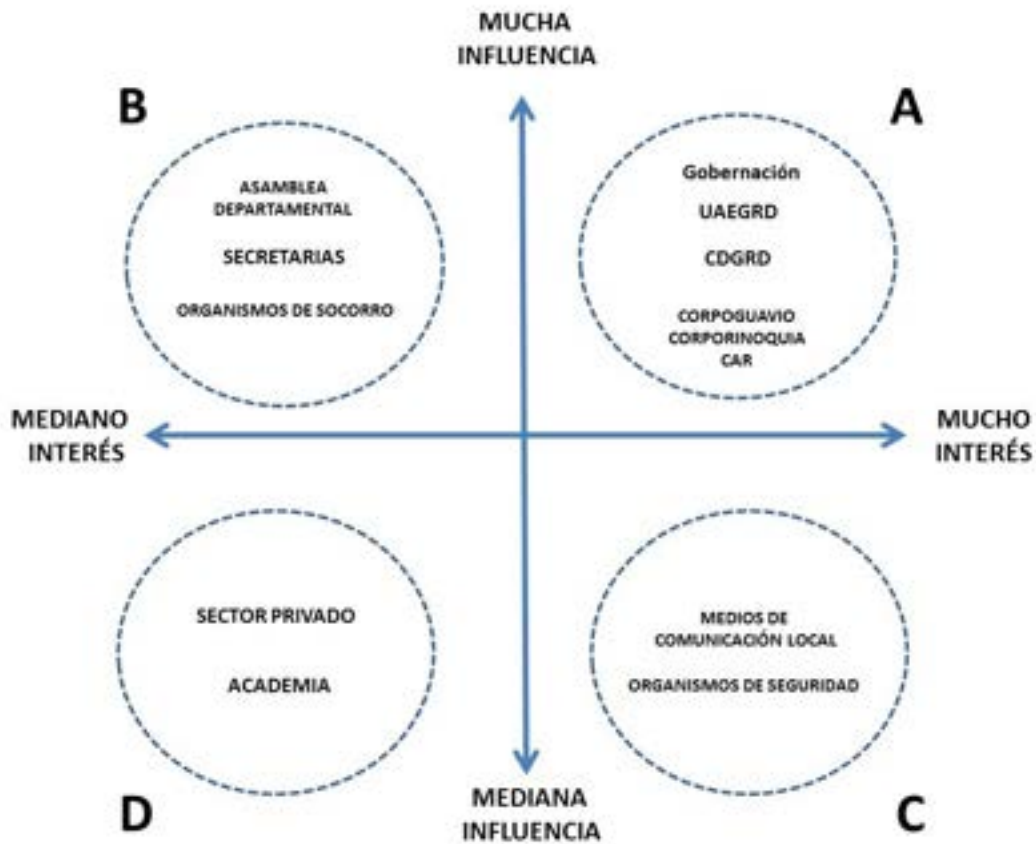 MUCHA
INFLUENCIA
B
A
ASAMBLEA
DEPARTAMENTAL
SECRETARIAS
ORGANISMOS DE SOCORRO
Gobernación
UAEGRD
CDGRD
CORPOGUAVIO
CORPORINOQUIA
CAR
MEDIANO
INTERÉS
MUCHO
INTERÉS
SECTOR PRIVADO
ACADEMIA
MEDIOS DE
COMUNICACIÓN LOCAL
ORGANISMOS DE SEGURIDAD
D
MEDIANA
INFLUENCIA
C